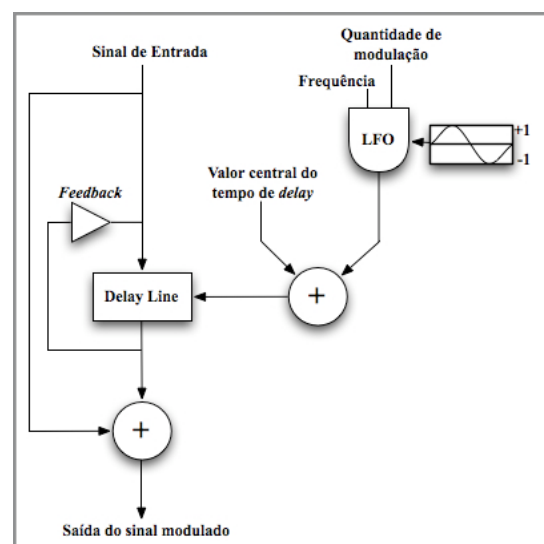 Quantidade de
modulação
Sinal de Entrada
Frequência
LFO
+1
-1
Valor central do
tempo de delay
Feedback
Delay Line
+
+
Saída do sinal modulado